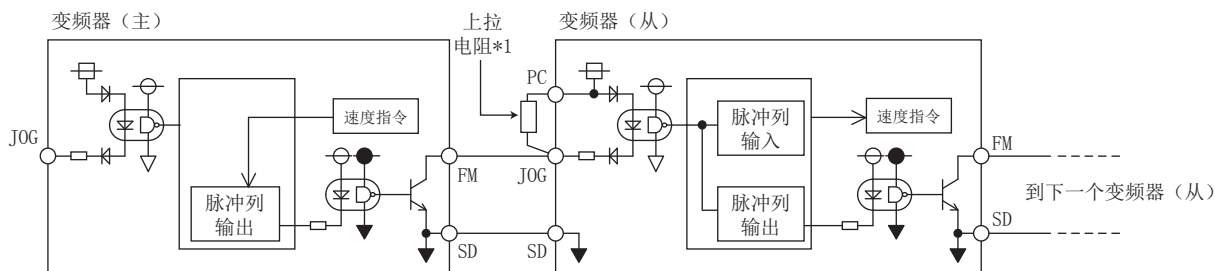 变频器（主）
上拉
电阻*1
变频器（从）
PC
JOG
速度指令
脉冲列
输出
FM
SD
JOG
SD
脉冲列
输入
速度指令
脉冲列
输出
FM
SD
到下一个变频器（从）